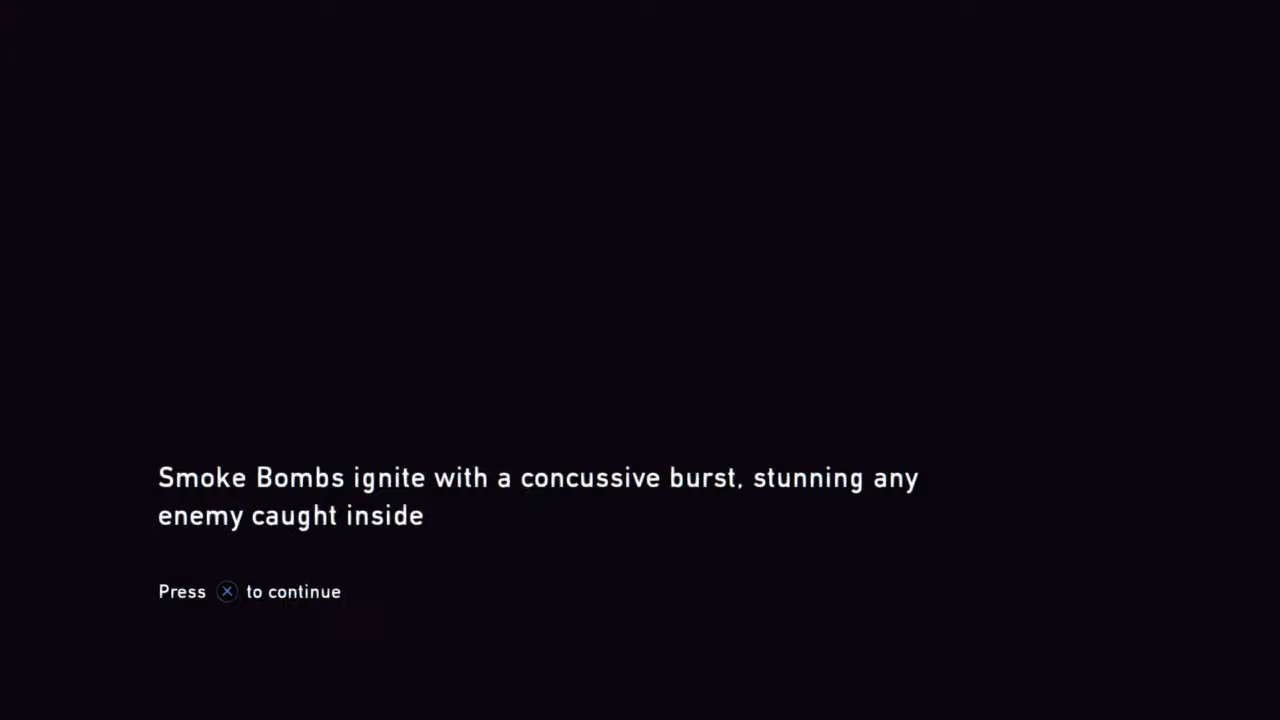 Smoke Bombs ignite with a concussive burst, stunning any
enemy caught inside
Press ⓧ to continue